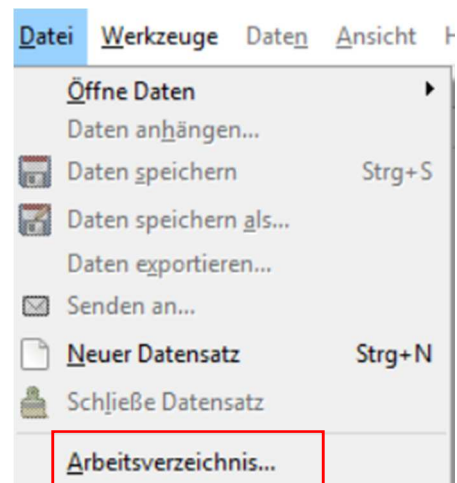 Datei Werkzeuge Daten Ansicht
Öffne Daten
Daten anhängen...
Daten speichern Strg+S
Daten speichern als...
Daten exportieren...
Senden an...
Neuer Datensatz Strg+N
Schließe Datensatz
Arbeitsverzeichnis...